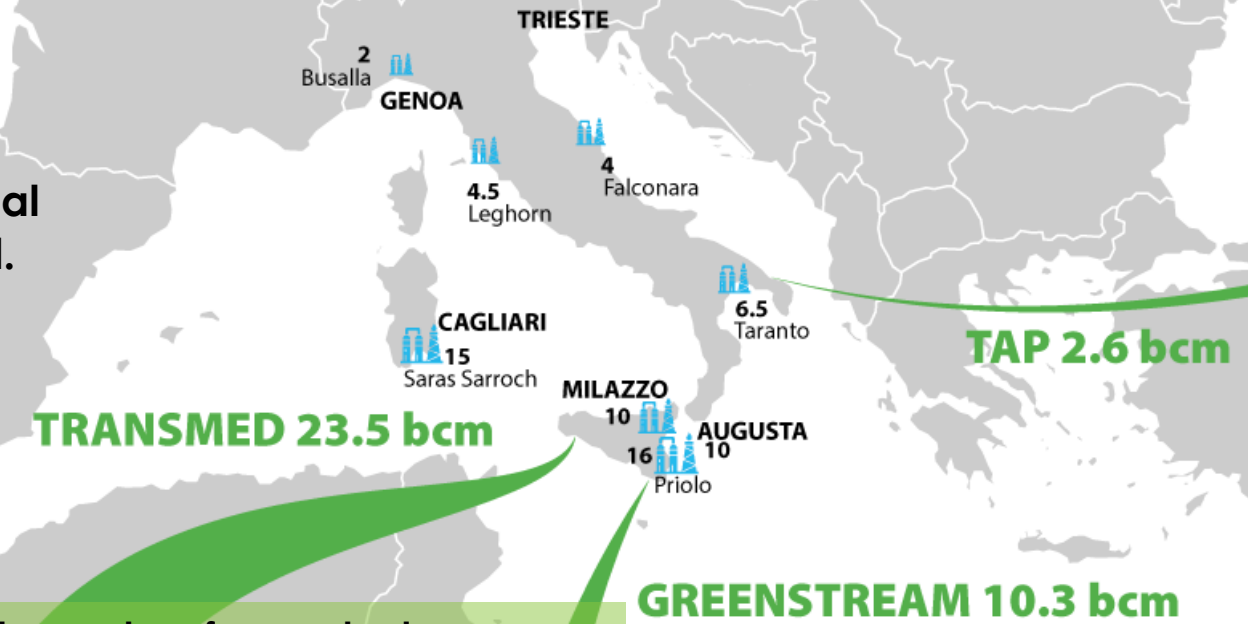 TRIESTE
2
Busalla
GENOA
4
Falconara
al
4.5
Leghorn
6.5
Taranto
CAGLIARI
15
Saras Sarroch
TAP 2.6 bcm
MILAZZO
10
TRANSMED 23.5 bcm
AUGUSTA
10
16
Priolo
GREENSTREAM 10.3 bcm